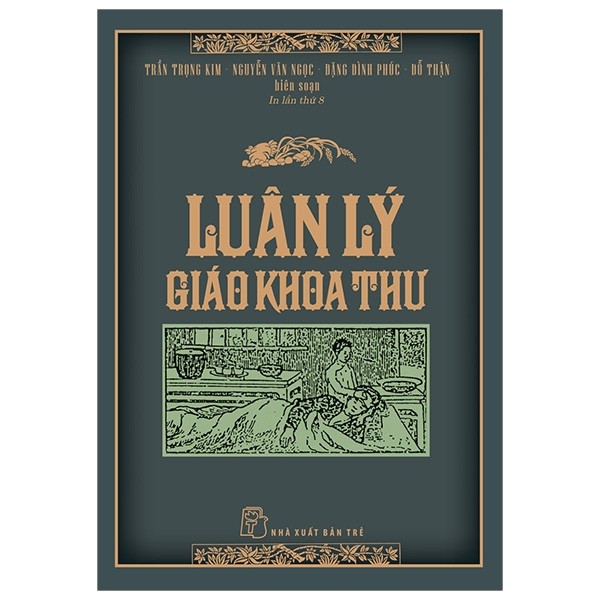 TRẦN TRỌNG KIM - NGUYỄN VĂN NGỌC - ĐẶNG ĐÌNH PHÚC - ĐỖ THẬN
biên soạn
In lần thứ 8
LUÂN LÝ
GIÁO KHOA THƯ
NHÀ XUẤT BẢN TRẺ